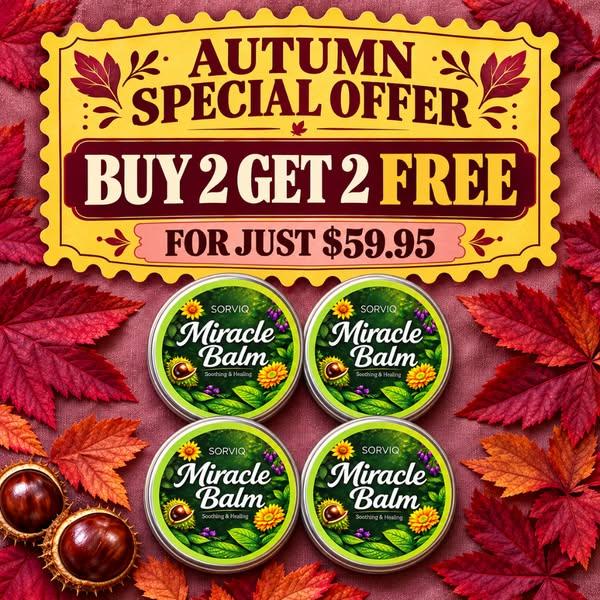 AUTUMN
SPECIAL OFFER
BUY 2 GET 2 FREE
FOR JUST $59.95
SORVIQ
Miracle
Balm
Soothing & Healing
SORVIQ
Miracle
Balm
Soothing & Healing
SORVIQ
Miracle
Balm
Soothing & Healing
SORVIQ
Miracle
Balm
Soothing & Healing